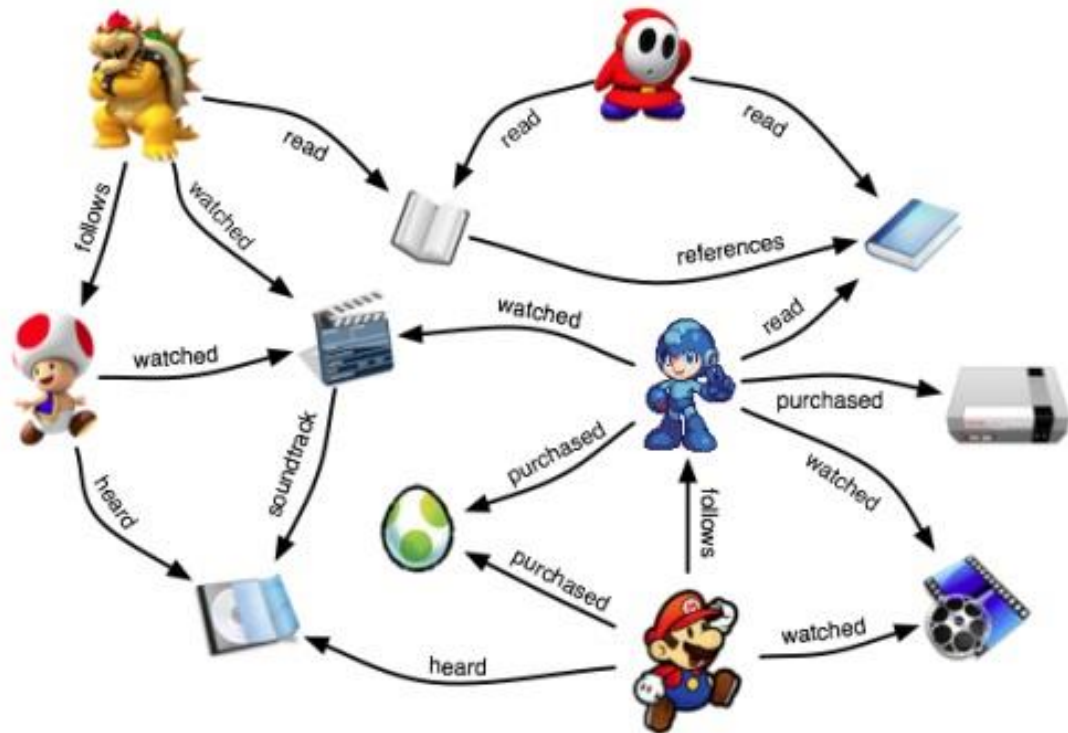 read
read
read
follows
watched
references
watched
read
watched
purchased
soundtrack
purchased
watched
heard
follows
purchased
watched
heard